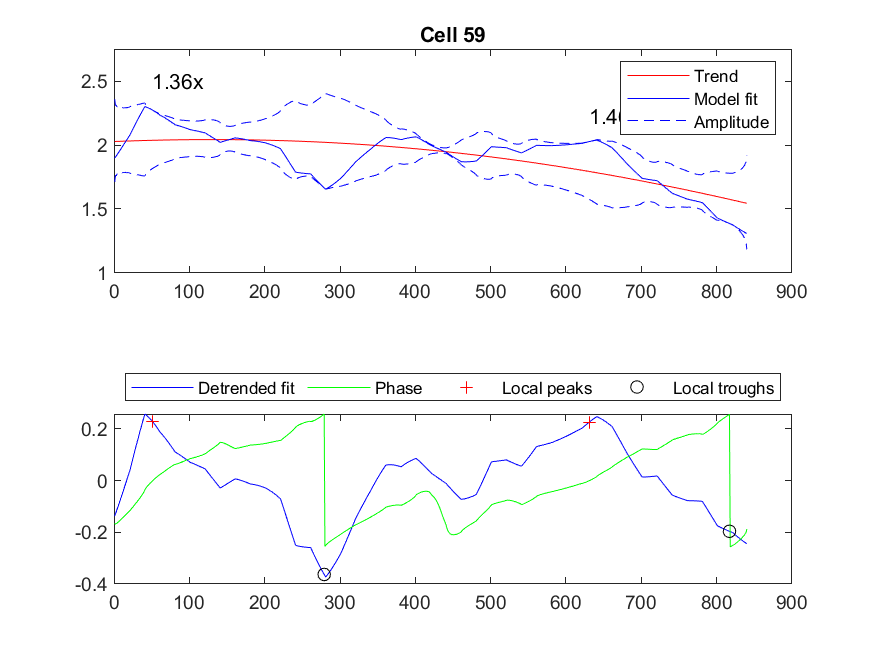 Cell 59
2.5
2
1.5
1
1.36x
Trend
Model fit
Amplitude
0 100 200 300 400 500 600 700 800 900
Detrended fit Phase Local peaks Local troughs
0.2
0
-0.2
-0.4
0 100 200 300 400 500 600 700 800 900